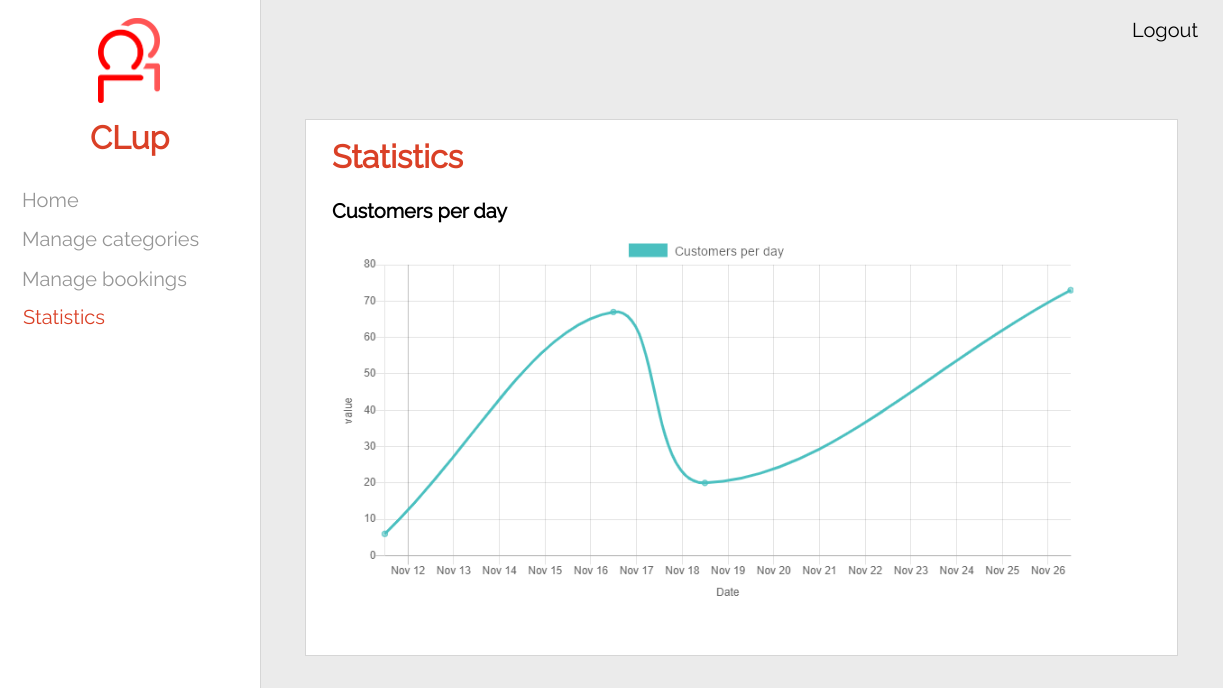 Logout
CLup
Home
Manage categories
Manage bookings
Statistics
Statistics
Customers per day
Customers per day
80
70
60
50
40
30
20
10
0
value
Nov 12 Nov 13 Nov 14 Nov 15 Nov 16 Nov 17 Nov 18 Nov 19 Nov 20 Nov 21 Nov 22 Nov 23 Nov 24 Nov 25 Nov 26
Date